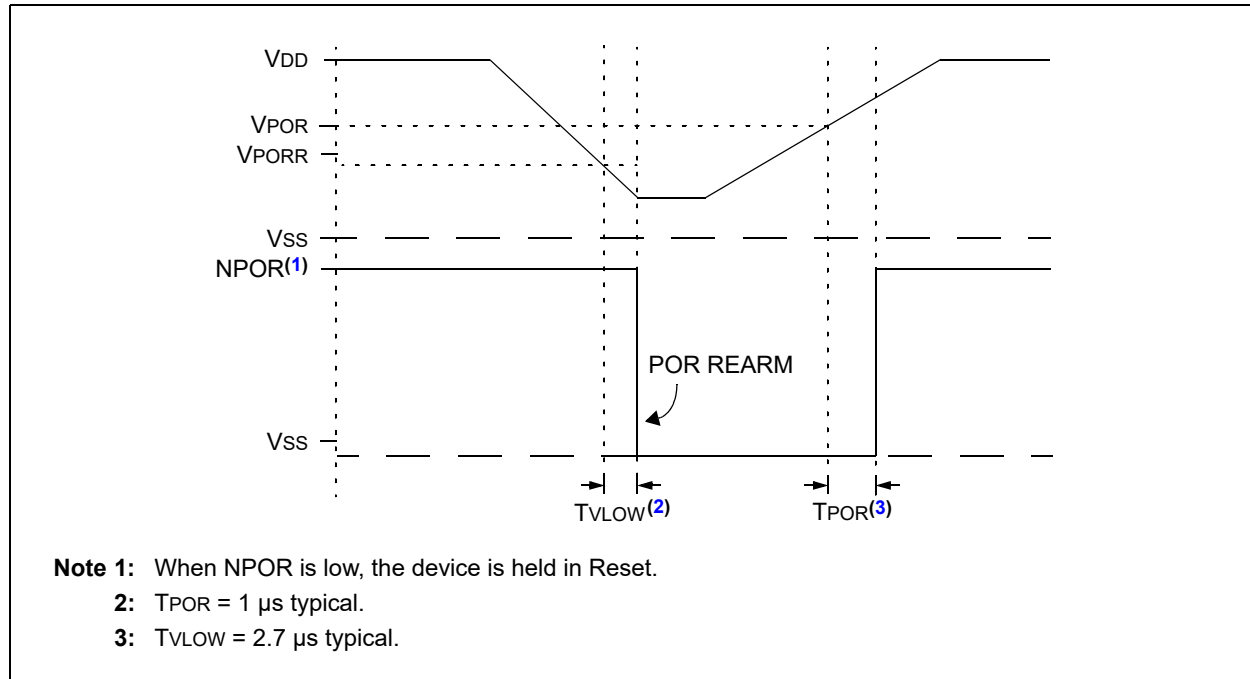 VDD
VPOR
VPORR
VSS
NPOR(1)
POR REARM
VSS
TVLOW(2)
TPOR(3)
Note 1: When NPOR is low, the device is held in Reset.
2: TPOR = 1 μs typical.
3: TVLOW = 2.7 μs typical.